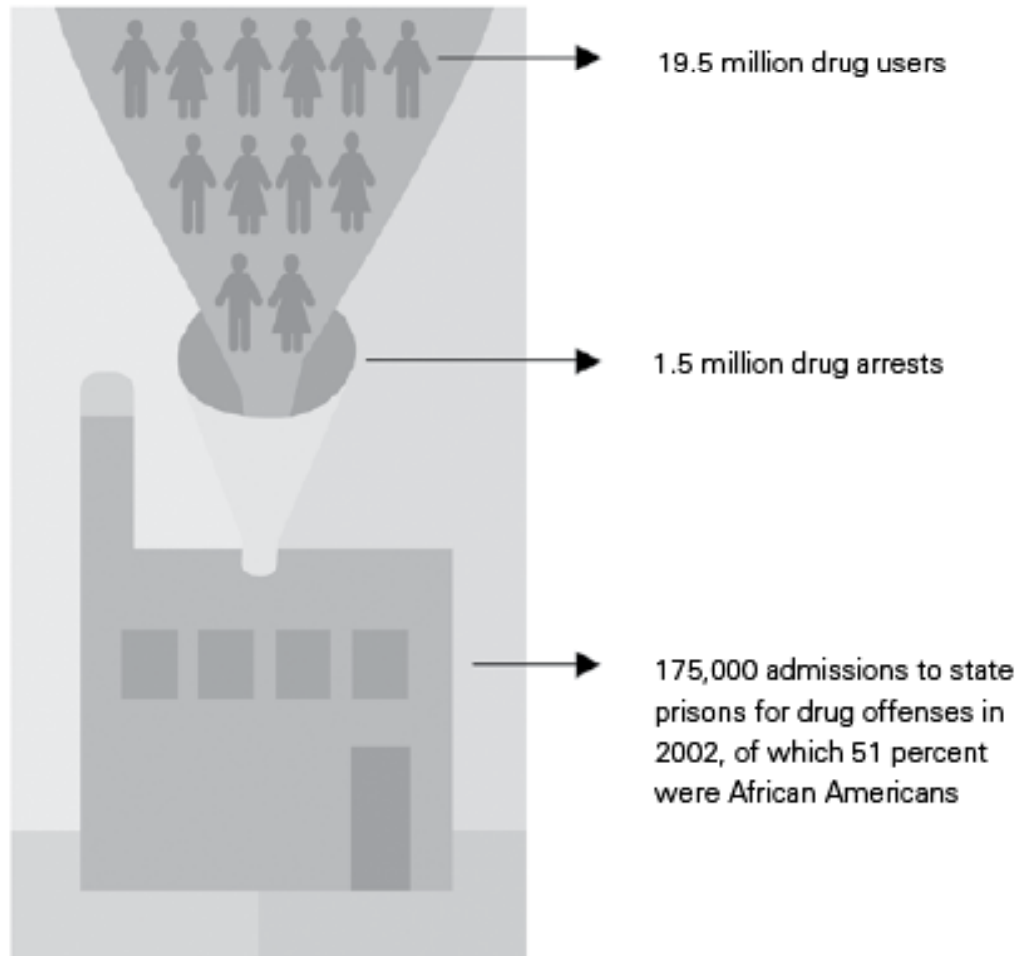 19.5 million drug users
1.5 million drug arrests
175,000 admissions to state
prisons for drug offenses in
2002, of which 51 percent
were African Americans